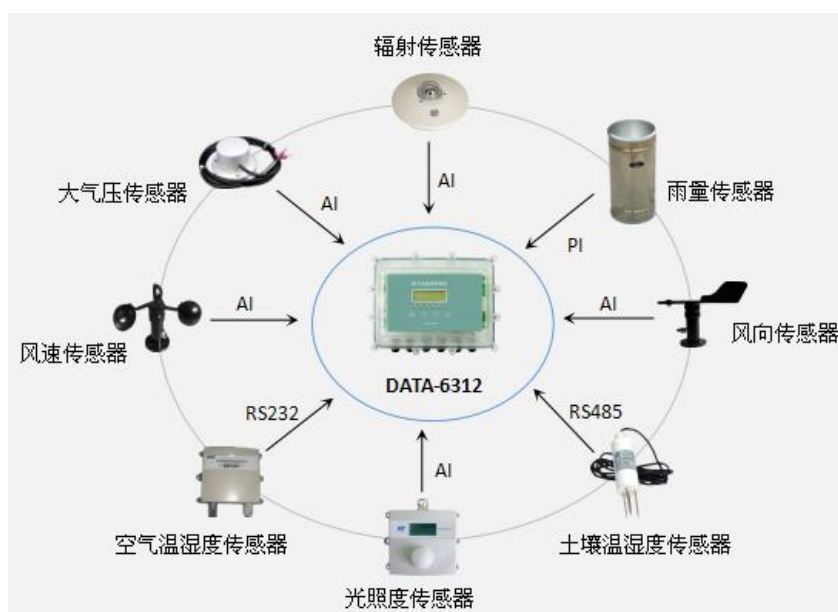 辐射传感器
大气压传感器
AI
AI
雨量传感器
PI
AI
AI
风速传感器
风向传感器
DATA-6312
RS232
RS485
AI
空气温湿度传感器
土壤温湿度传感器
光照度传感器